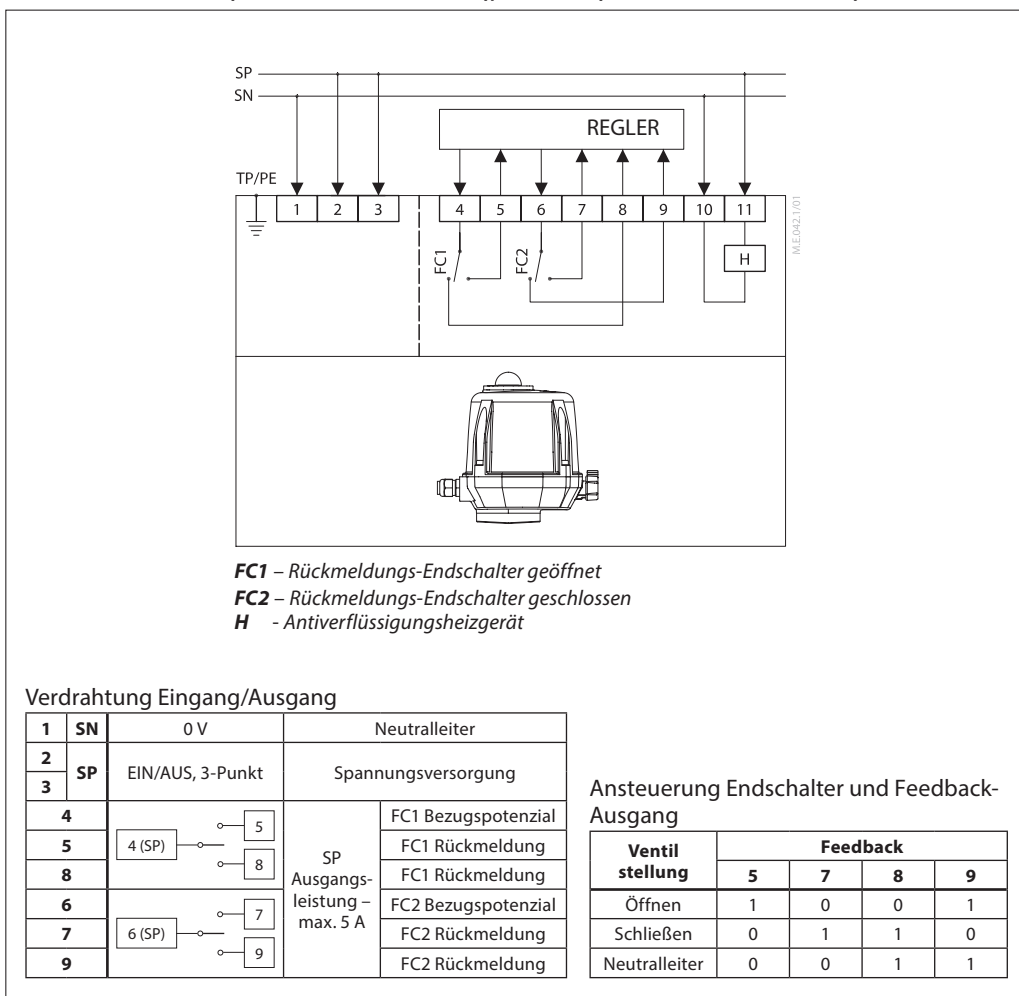 SP
SN
REGLER
TP/PE
1 2 3 4 5 6 7 8 9 10 11
FC1
FC2
H
M.E.042.1/01
FC1 – Rückmeldungs-Endschalter geöffnet
FC2 – Rückmeldungs-Endschalter geschlossen
H - Antiverflüssigungsheizgerät
Verdrahtung Eingang/Ausgang
1 SN 0 V Neutralleiter
2
3
SP EIN/AUS, 3-Punkt Spannungsversorgung
4 FC1 Bezugspotenzial
5 FC1 Rückmeldung
8 FC1 Rückmeldung
4 (SP) 5
8
SP
Ausgangs-
leistung –
max. 5 A
6 FC2 Bezugspotenzial
7 FC2 Rückmeldung
9 FC2 Rückmeldung
6 (SP) 7
9
Ansteuerung Endschalter und Feedback-
Ausgang
Ventil
stellung
Feedback
5 7 8 9
Öffnen 1 0 0 1
Schließen 0 1 1 0
Neutralleiter 0 0 1 1